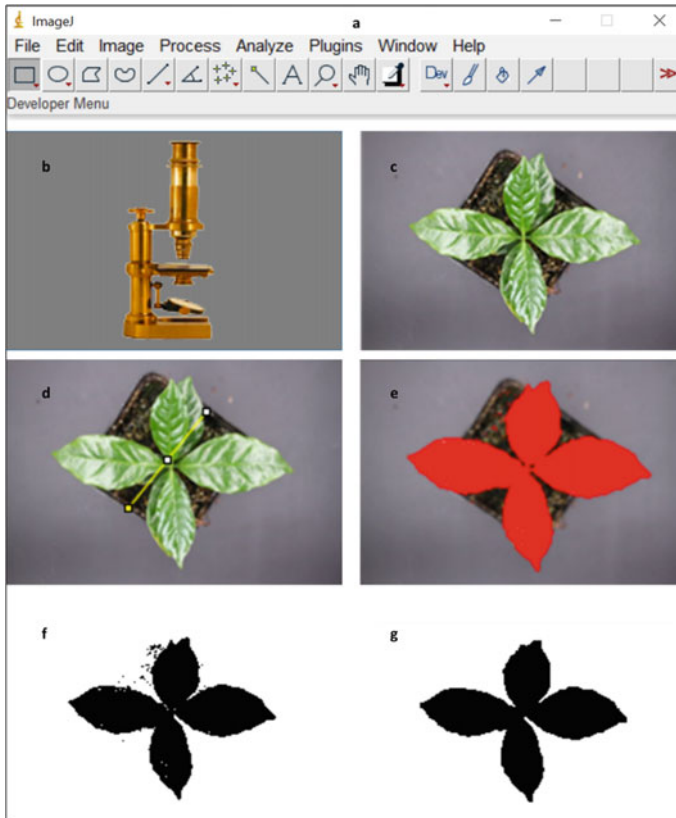 ImageJ
a
File Edit Image Process Analyze Plugins Window Help
A Dev
Developer Menu
b
c
d
e
f
g